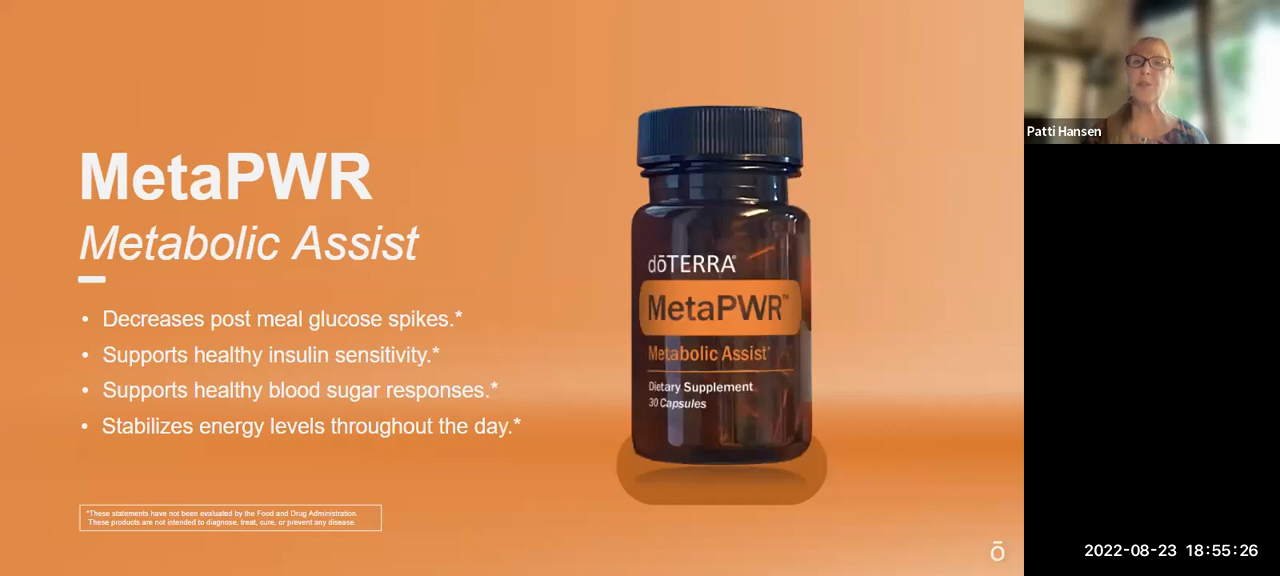 MetaPWR
Metabolic Assist
• Decreases post meal glucose spikes.*
• Supports healthy insulin sensitivity.*
• Supports healthy blood sugar responses.*
• Stabilizes energy levels throughout the day.*
*These statements have not been evaluated by the Food and Drug Administration.
These products are not intended to diagnose, treat, cure, or prevent any disease.
dōTERRA®
MetaPWR™
Metabolic Assist*
Dietary Supplement
30 Capsules
ō
Patti Hansen
2022-08-23 18:55:26